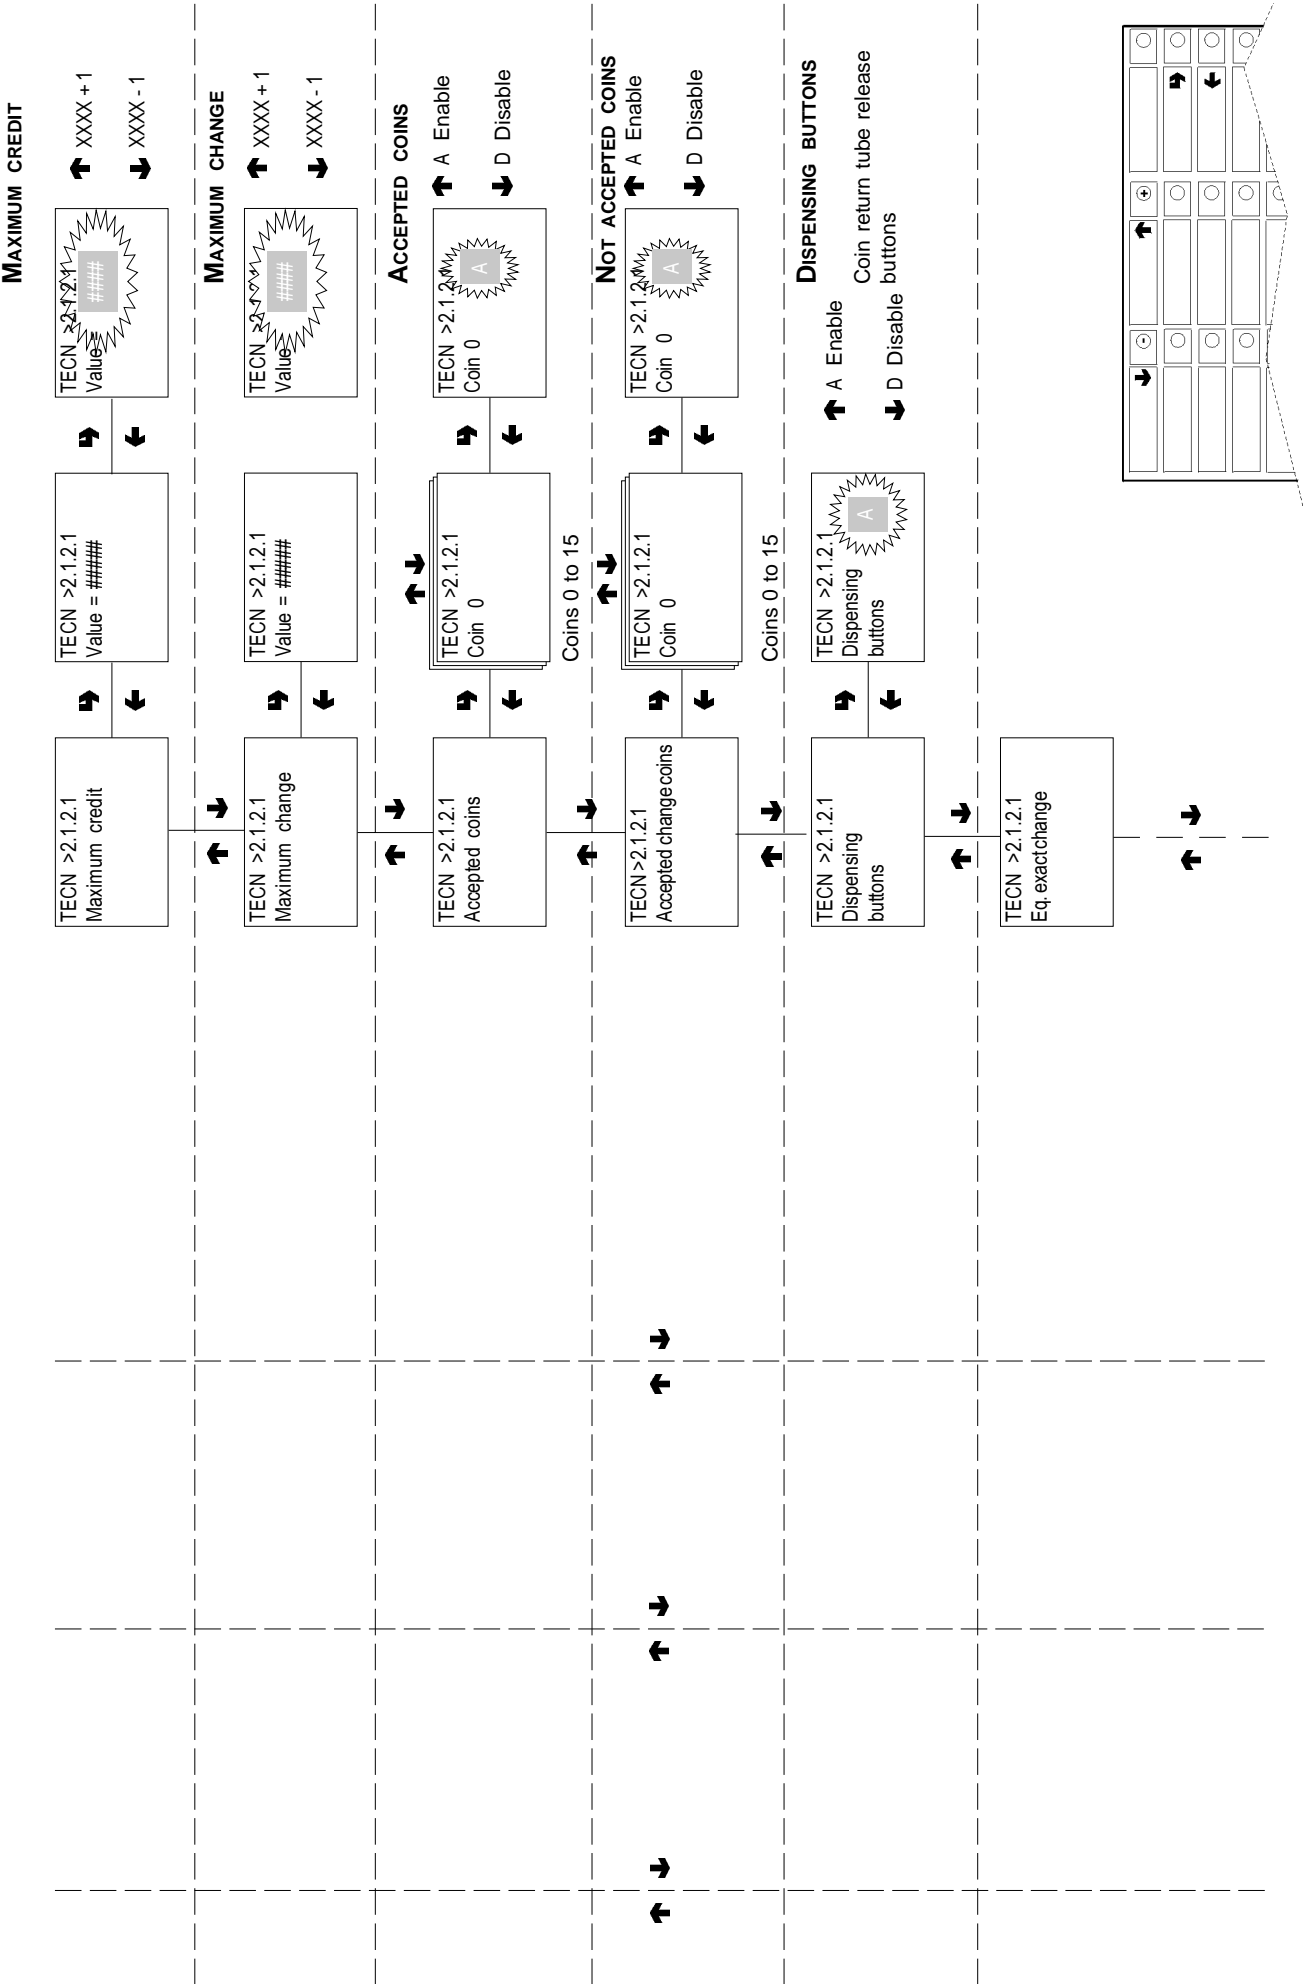 MAXIMUM CREDIT
TECN >2.1.2.1
Maximum credit
TECN >2.1.2.1
Value = #####
TECN >2.1.2.1
Value =
####
XXXX + 1
XXXX - 1
MAXIMUM CHANGE
TECN >2.1.2.1
Maximum change
TECN >2.1.2.1
Value = #####
TECN >2.1.2.1
Value
####
XXXX + 1
XXXX - 1
ACCEPTED COINS
TECN >2.1.2.1
Accepted coins
TECN >2.1.2.1
Coin 0
Coins 0 to 15
TECN >2.1.2.1
Coin 0
A
A Enable
D Disable
NOT ACCEPTED COINS
TECN >2.1.2.1
Accepted change coins
TECN >2.1.2.1
Coin 0
Coins 0 to 15
TECN >2.1.2.1
Coin 0
A
A Enable
D Disable
DISPENSING BUTTONS
TECN >2.1.2.1
Dispensing
buttons
TECN >2.1.2.1
Dispensing
buttons
A
A Enable
D Disable
Coin return tube release
buttons
TECN >2.1.2.1
Eq. exact change
-
+